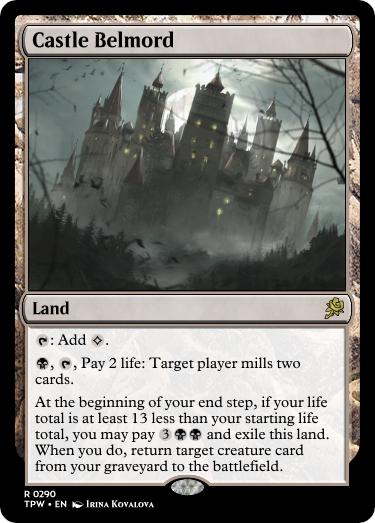 Castle Belmord
Land
: Add .
, , Pay 2 life: Target player mills two
cards.
At the beginning of your end step, if your life
total is at least 13 less than your starting life
total, you may pay 3 and exile this land.
When you do, return target creature card
from your graveyard to the battlefield.
R 0290
TPW • EN Irina Kovalova